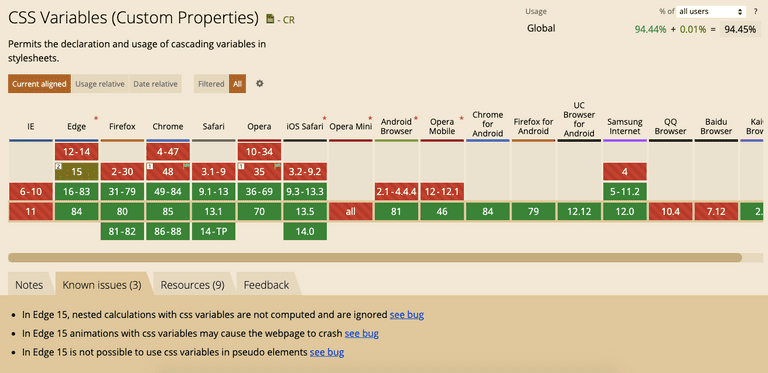 CSS Variables (Custom Properties) - CR
Usage % of all users ?
Global 94.44% + 0.01% = 94.45%
Permits the declaration and usage of cascading variables in
stylesheets.
Current aligned Usage relative Date relative Filtered All
IE Edge * Firefox Chrome Safari Opera iOS Safari * Opera Mini * Android Browser * Opera Mobile * Chrome for Android Firefox for Android UC Browser for Android Samsung Internet QQ Browser Baidu Browser Kai Brow
12-14 4-47 10-34
2 15 2-30 1 48 3.1-9 1 35 3.2-9.2 4
6-10 16-83 31-79 49-84 9.1-13 36-69 9.3-13.3 2.1-4.4.4 12-12.1 5-11.2
11 84 80 85 13.1 70 13.5 all 81 46 84 79 12.12 12.0 10.4 7.12 2.
81-82 86-88 14-TP 14.0
Notes Known issues (3) Resources (9) Feedback
• In Edge 15, nested calculations with css variables are not computed and are ignored see bug
• In Edge 15 animations with css variables may cause the webpage to crash see bug
• In Edge 15 is not possible to use css variables in pseudo elements see bug